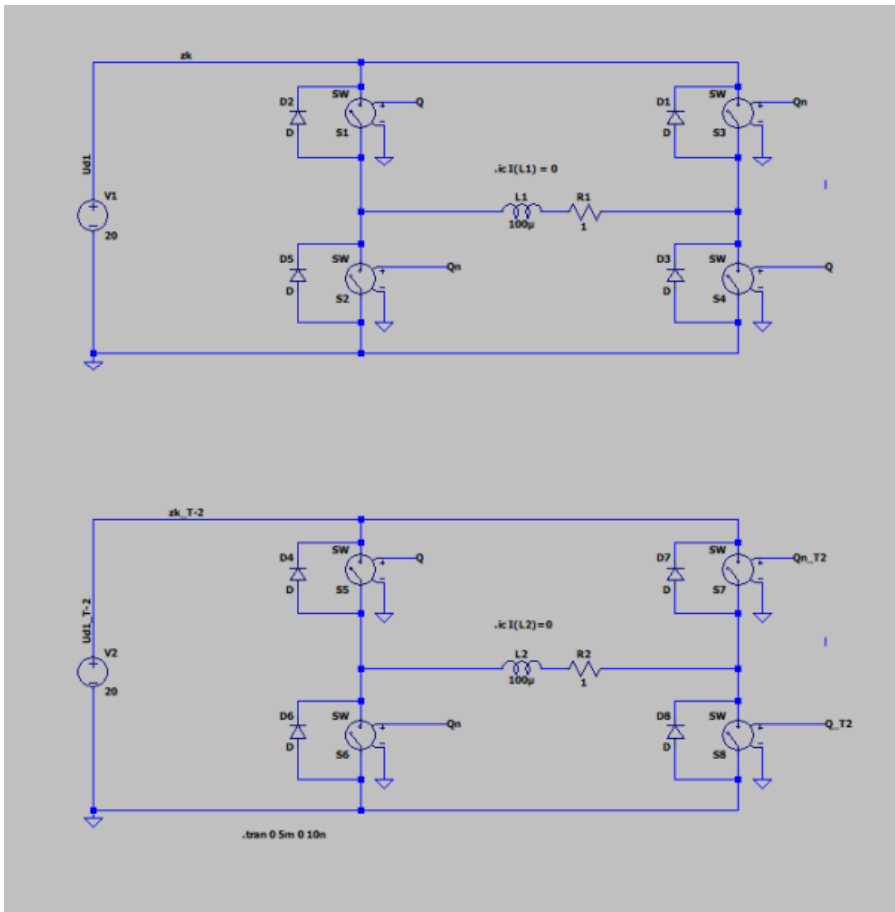 zk
Ud1
V1
20
D2
D
SW
S1
+
-
Q
D1
D
SW
S3
+
-
Qn
.ic I(L1) = 0
L1
100µ
R1
1
D5
D
SW
S2
+
-
Qn
D3
D
SW
S4
+
-
Q
zk_T-2
Ud1_T-2
V2
20
D4
D
SW
S5
+
-
Q
D7
D
SW
S7
+
-
Qn_T2
.ic I(L2)=0
L2
100µ
R2
1
D6
D
SW
S6
+
-
Qn
D8
D
SW
S8
+
-
Q_T2
.tran 0 5m 0 10n